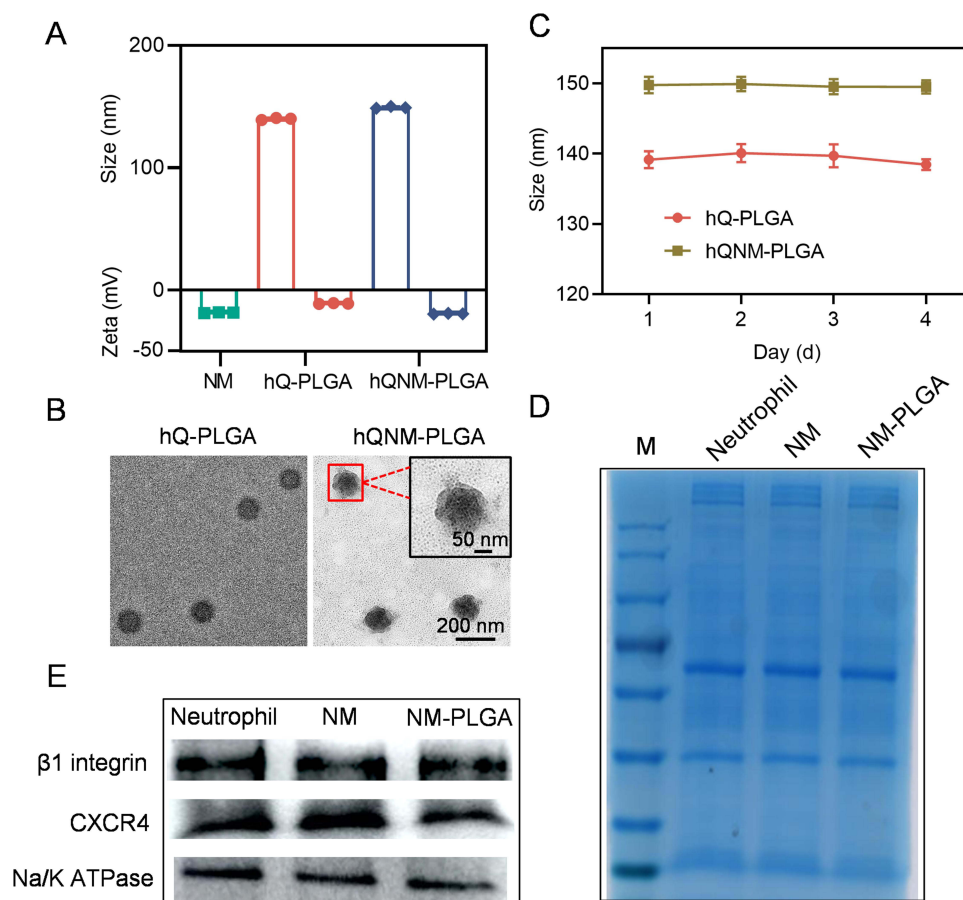 A
200
100
0
-50
Size (nm)
Zeta (mV)
NM
hQ-PLGA
hQNM-PLGA
B
hQ-PLGA
hQNM-PLGA
50 nm
200 nm
C
150
140
130
120
Size (nm)
hQ-PLGA
hQNM-PLGA
1
2
3
4
Day (d)
D
M
Neutrophil
NM
NM-PLGA
E
Neutrophil
NM
NM-PLGA
β1 integrin
CXCR4
Na/K ATPase